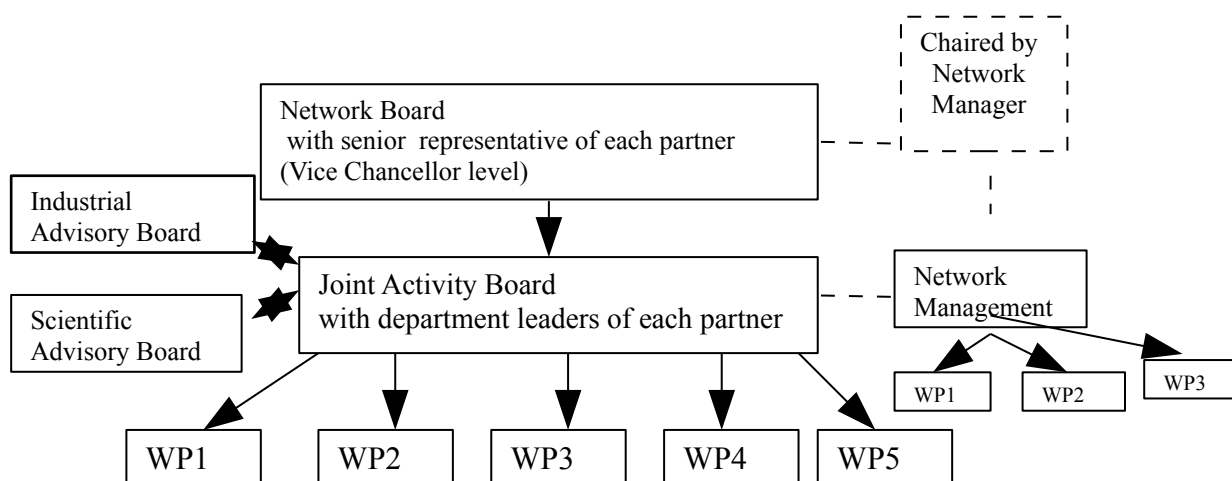 Chaired by
Network
Manager
Network Board
with senior representative of each partner
(Vice Chancellor level)
Industrial
Advisory Board
Joint Activity Board
with department leaders of each partner
Network
Management
Scientific
Advisory Board
WP1
WP2
WP3
WP1
WP2
WP3
WP4
WP5